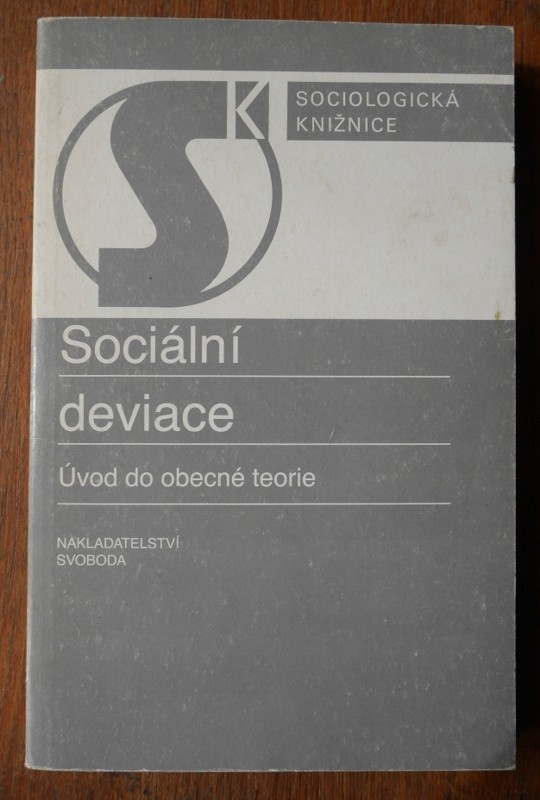 SK
SOCIOLOGICKÁ
KNIŽNICE
Sociální
deviace
Úvod do obecné teorie
NAKLADATELSTVÍ
SVOBODA